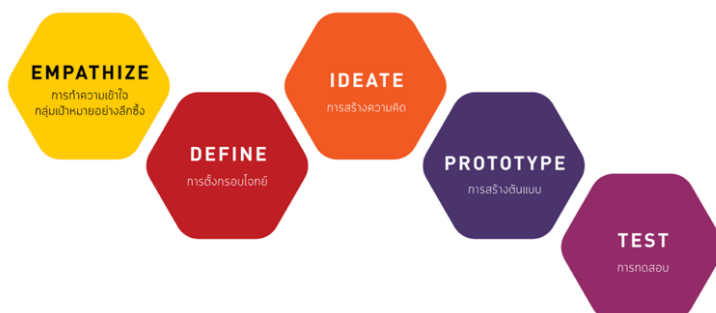 EMPATHIZE
การทำความเข้าใจ
กลุ่มเป้าหมายอย่างลึกซึ้ง
DEFINE
การตั้งกรอบโจทย์
IDEATE
การสร้างความคิด
PROTOTYPE
การสร้างต้นแบบ
TEST
การทดสอบ